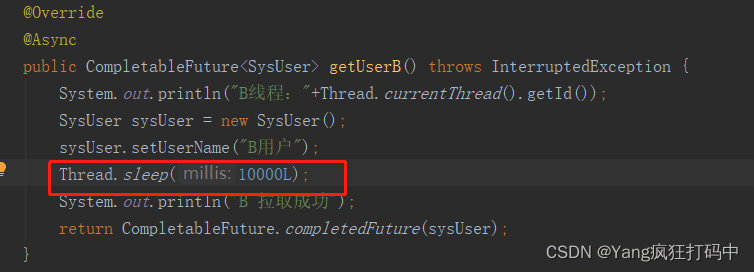 @Override
@Async
public CompletableFuture<SysUser> getUserB() throws InterruptedException {
System.out.println("B线程："+Thread.currentThread().getId());
SysUser sysUser = new SysUser();
sysUser.setUserName("B用户");
Thread.sleep( millis: 10000L);
System.out.println("B 拉取成功");
return CompletableFuture.completedFuture(sysUser);
}
CSDN @Yang疯狂打码中